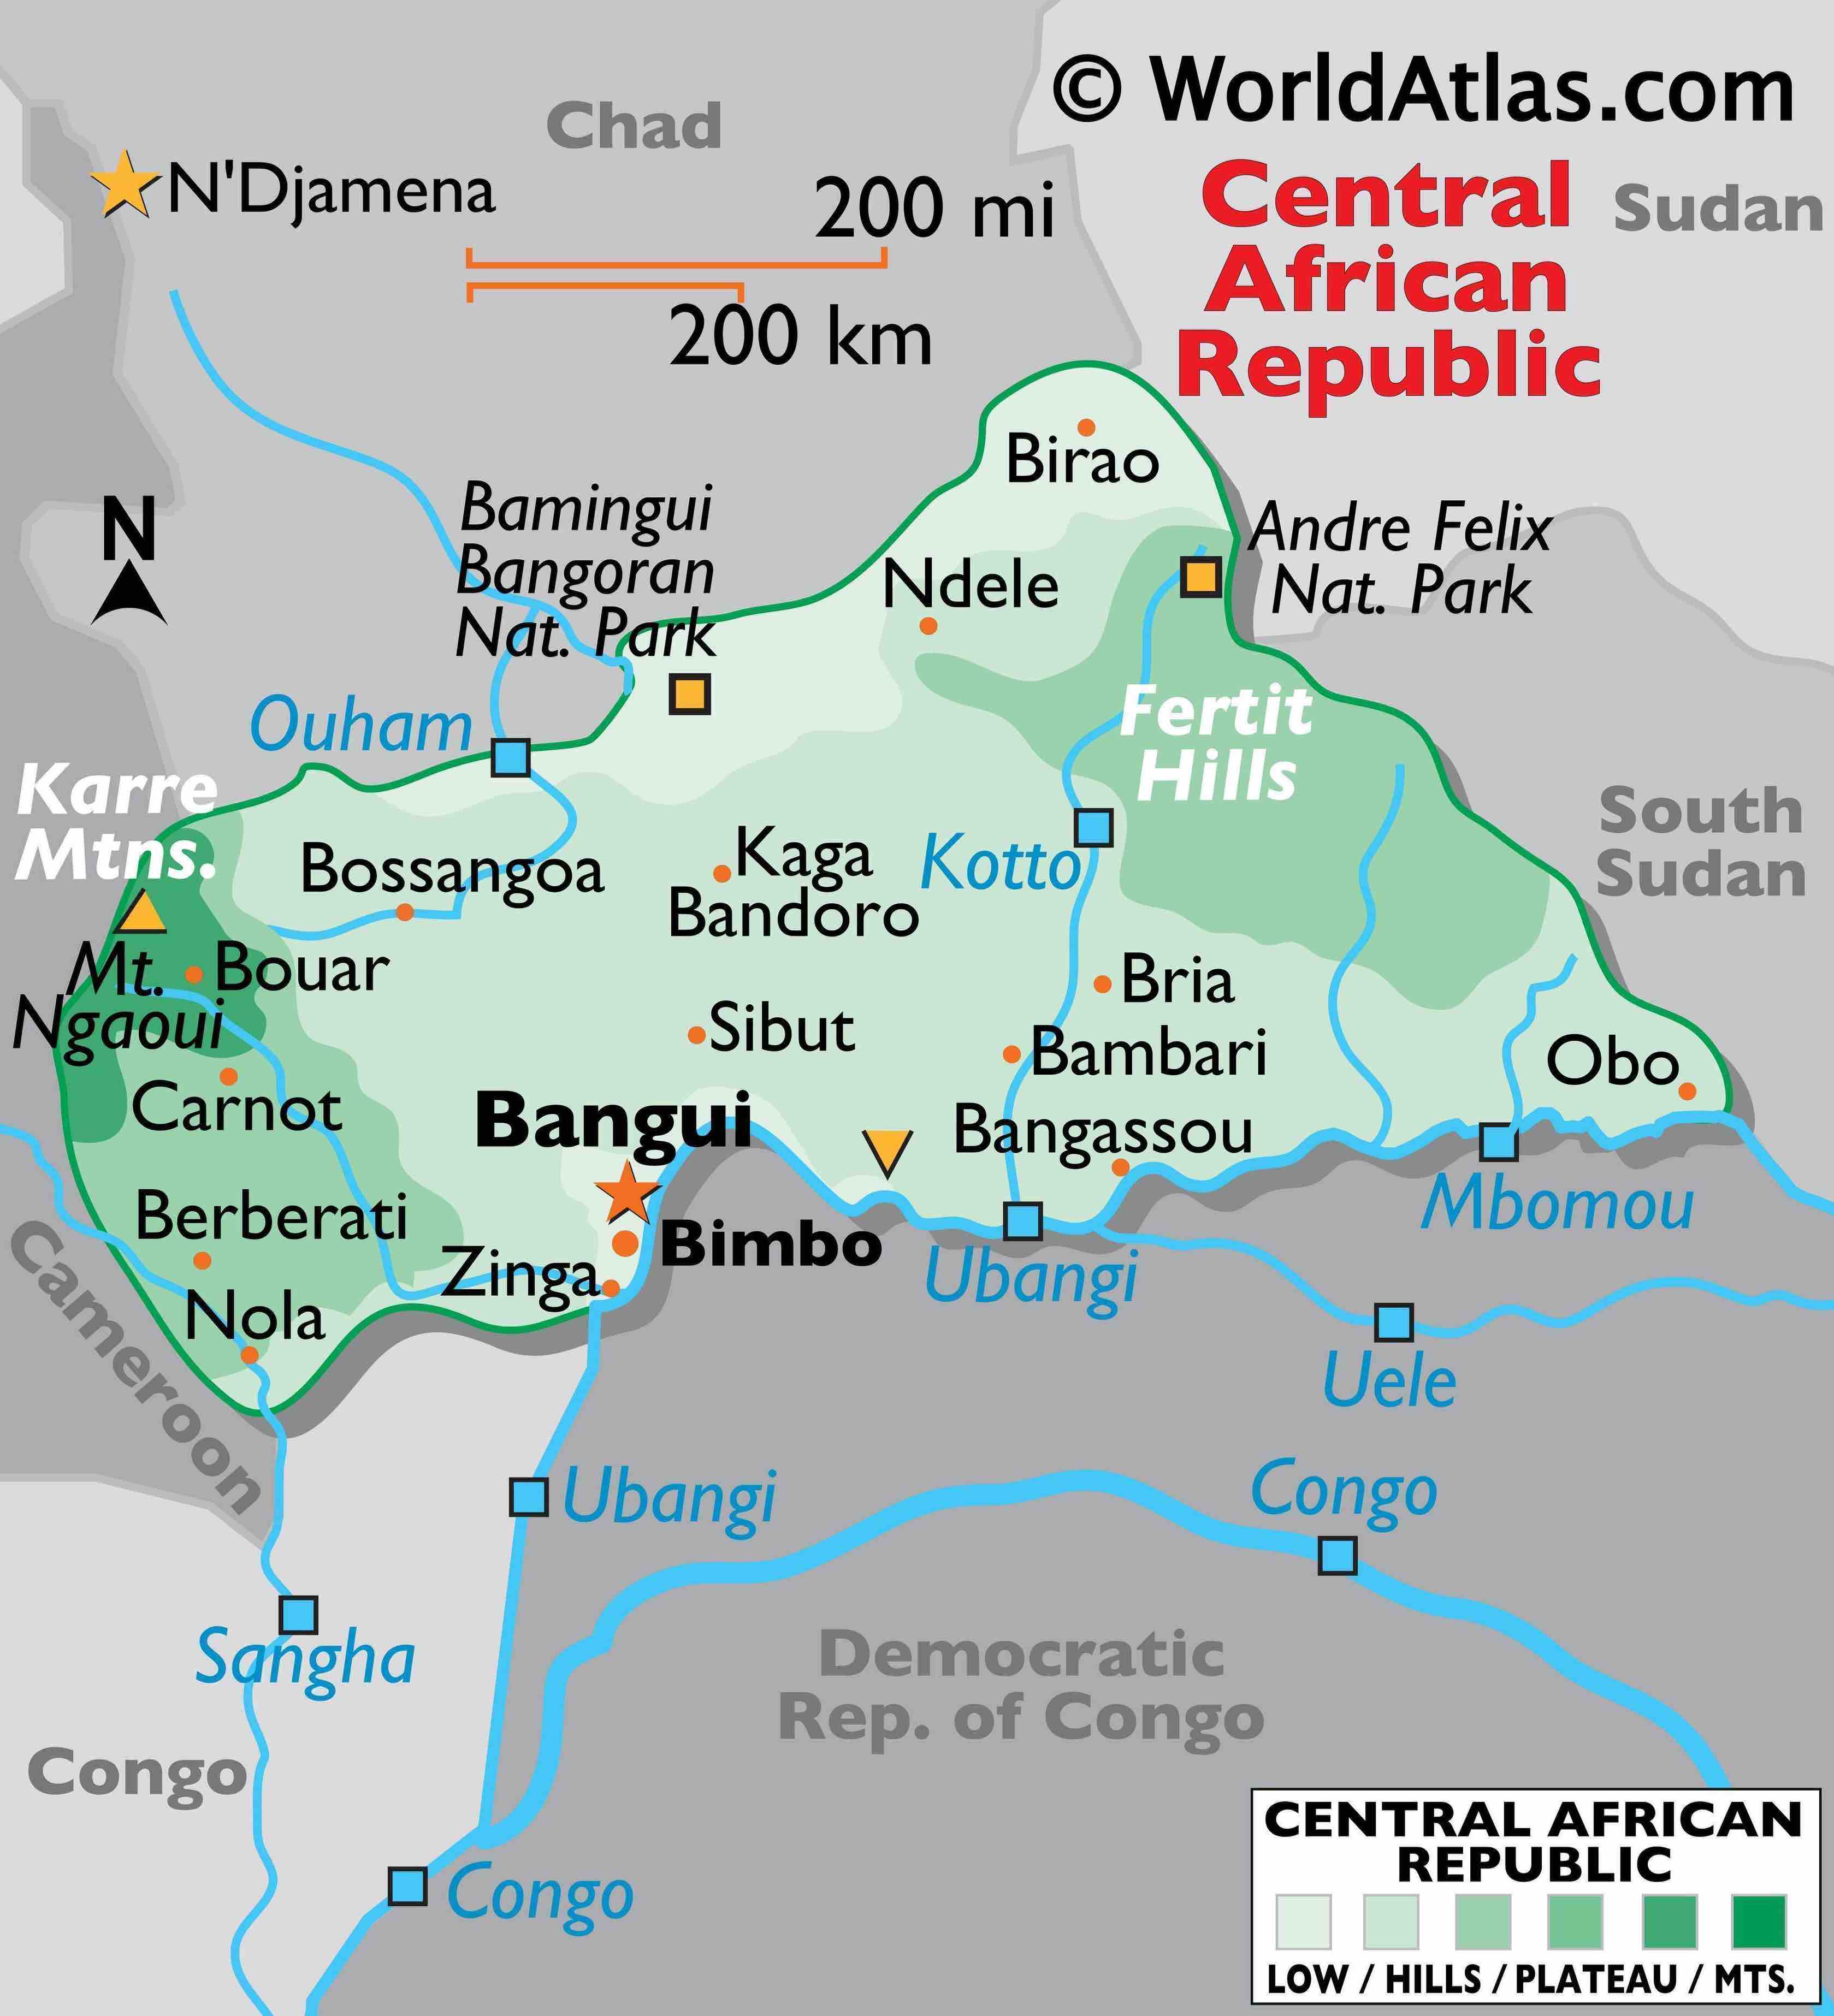 © WorldAtlas.com
Chad
Central
African
Republic
Sudan
N'Djamena
200 mi
200 km
Birao
N
Bamingui
Bangoran
Nat. Park
Andre Felix
Nat. Park
Ndele
Ouham
Fertit
Hills
Karre
Mtns.
South
Sudan
Bossangoa
Kaga
Bandoro
Kotto
Mt.
Ngaoui
Bouar
Bria
Sibut
Bambari
Obo
Carnot
Bangui
Bangassou
Mbomou
Berberati
Bimbo
Zinga
Ubangi
Nola
Cameroon
Uele
Ubangi
Congo
Sangha
Democratic
Rep. of Congo
Congo
Congo
CENTRAL AFRICAN
REPUBLIC
LOW / HILLS / PLATEAU / MTS.